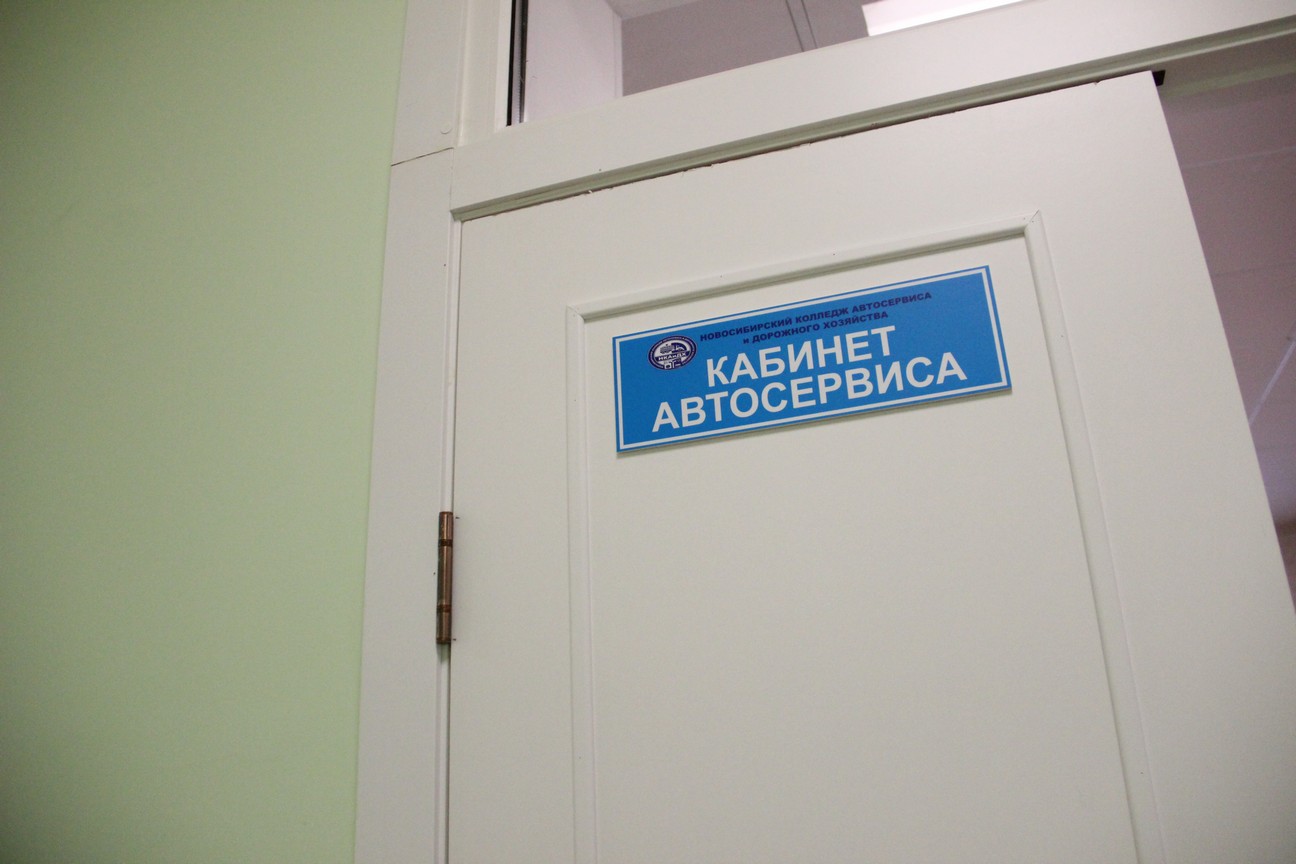 НОВОСИБИРСКИЙ КОЛЛЕДЖ АВТОСЕРВИСА
и ДОРОЖНОГО ХОЗЯЙСТВА
КАБИНЕТ
АВТОСЕРВИСА